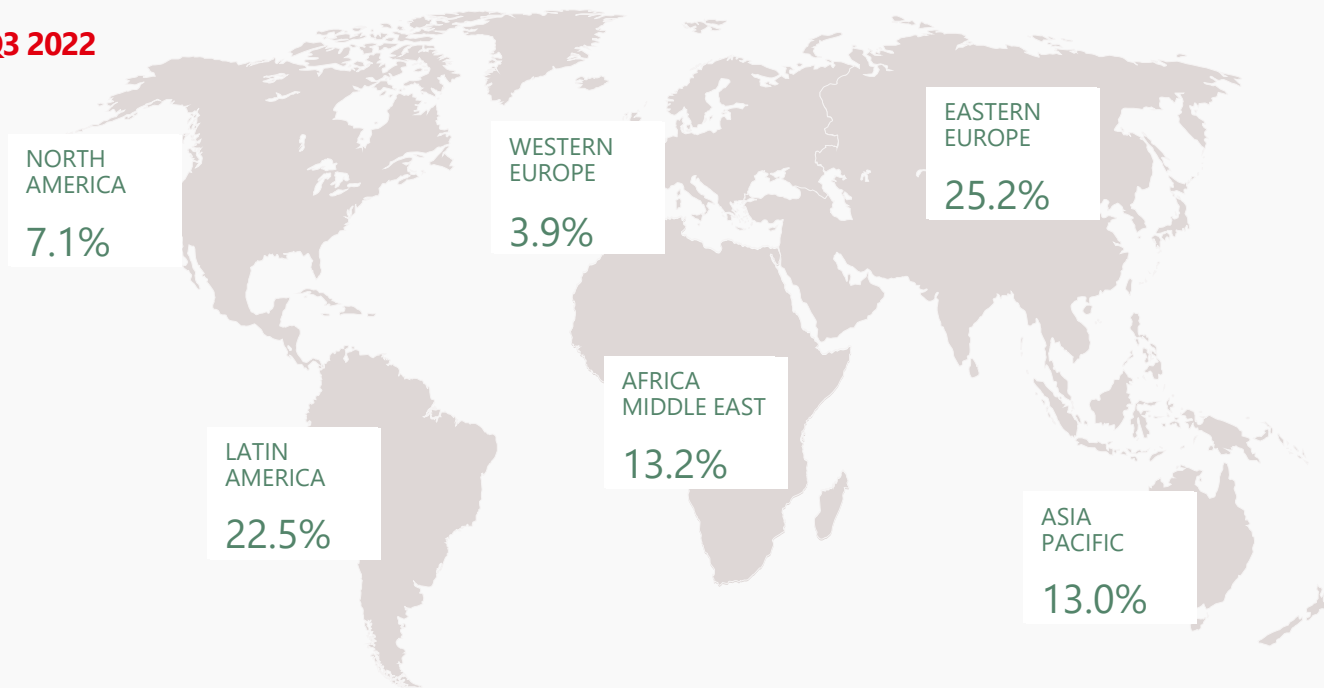 Q3 2022
NORTH
AMERICA
7.1%
WESTERN
EUROPE
3.9%
EASTERN
EUROPE
25.2%
AFRICA
MIDDLE EAST
13.2%
LATIN
AMERICA
22.5%
ASIA
PACIFIC
13.0%